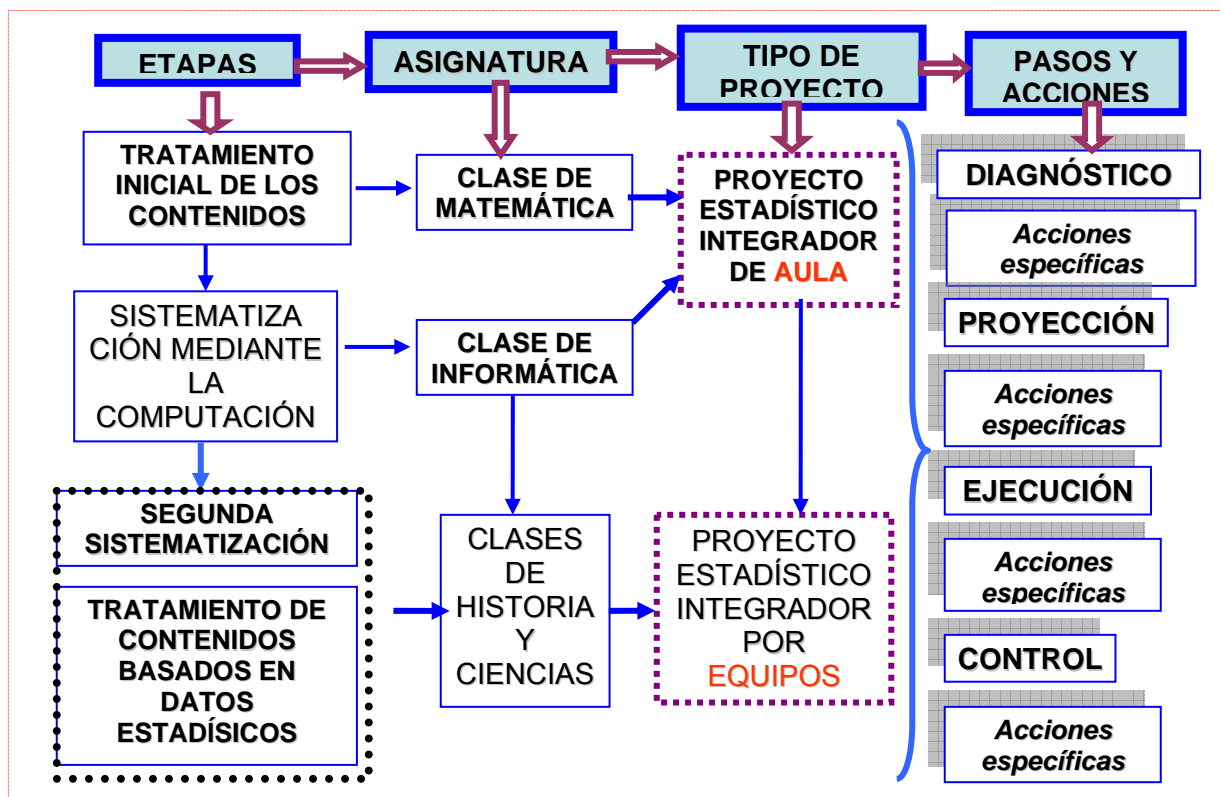 ETAPAS
ASIGNATURA
TIPO DE
PROYECTO
PASOS Y
ACCIONES
TRATAMIENTO
INICIAL DE LOS
CONTENIDOS
CLASE DE
MATEMÁTICA
PROYECTO
ESTADÍSTICO
INTEGRADOR
DE AULA
SISTEMATIZA
CIÓN MEDIANTE
LA
COMPUTACIÓN
CLASE DE
INFORMÁTICA
SEGUNDA
SISTEMATIZACIÓN
TRATAMIENTO DE
CONTENIDOS
BASADOS EN
DATOS
ESTADÍSICOS
CLASES
DE
HISTORIA
Y
CIENCIAS
PROYECTO
ESTADÍSTICO
INTEGRADOR
POR
EQUIPOS
DIAGNÓSTICO
Acciones
específicas
PROYECCIÓN
Acciones
específicas
EJECUCIÓN
Acciones
específicas
CONTROL
Acciones
específicas